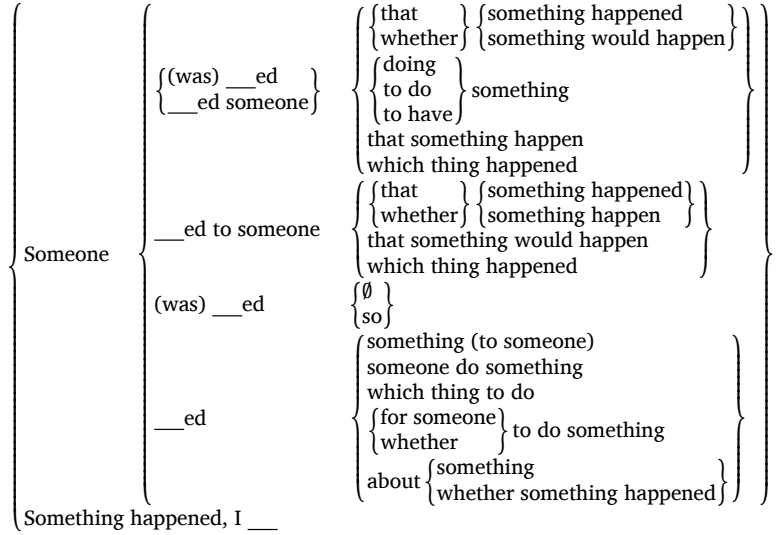 that
whether
something happened
something would happen
(was) ___ed
___ed someone
doing
to do
to have
something
that something happen
which thing happened
___ed to someone
that
whether
something happened
something happen
that something would happen
which thing happened
Someone
(was) ___ed
∅
so
___ed
something (to someone)
someone do something
which thing to do
for someone
whether
to do something
about
something
whether something happened
Something happened, I ___